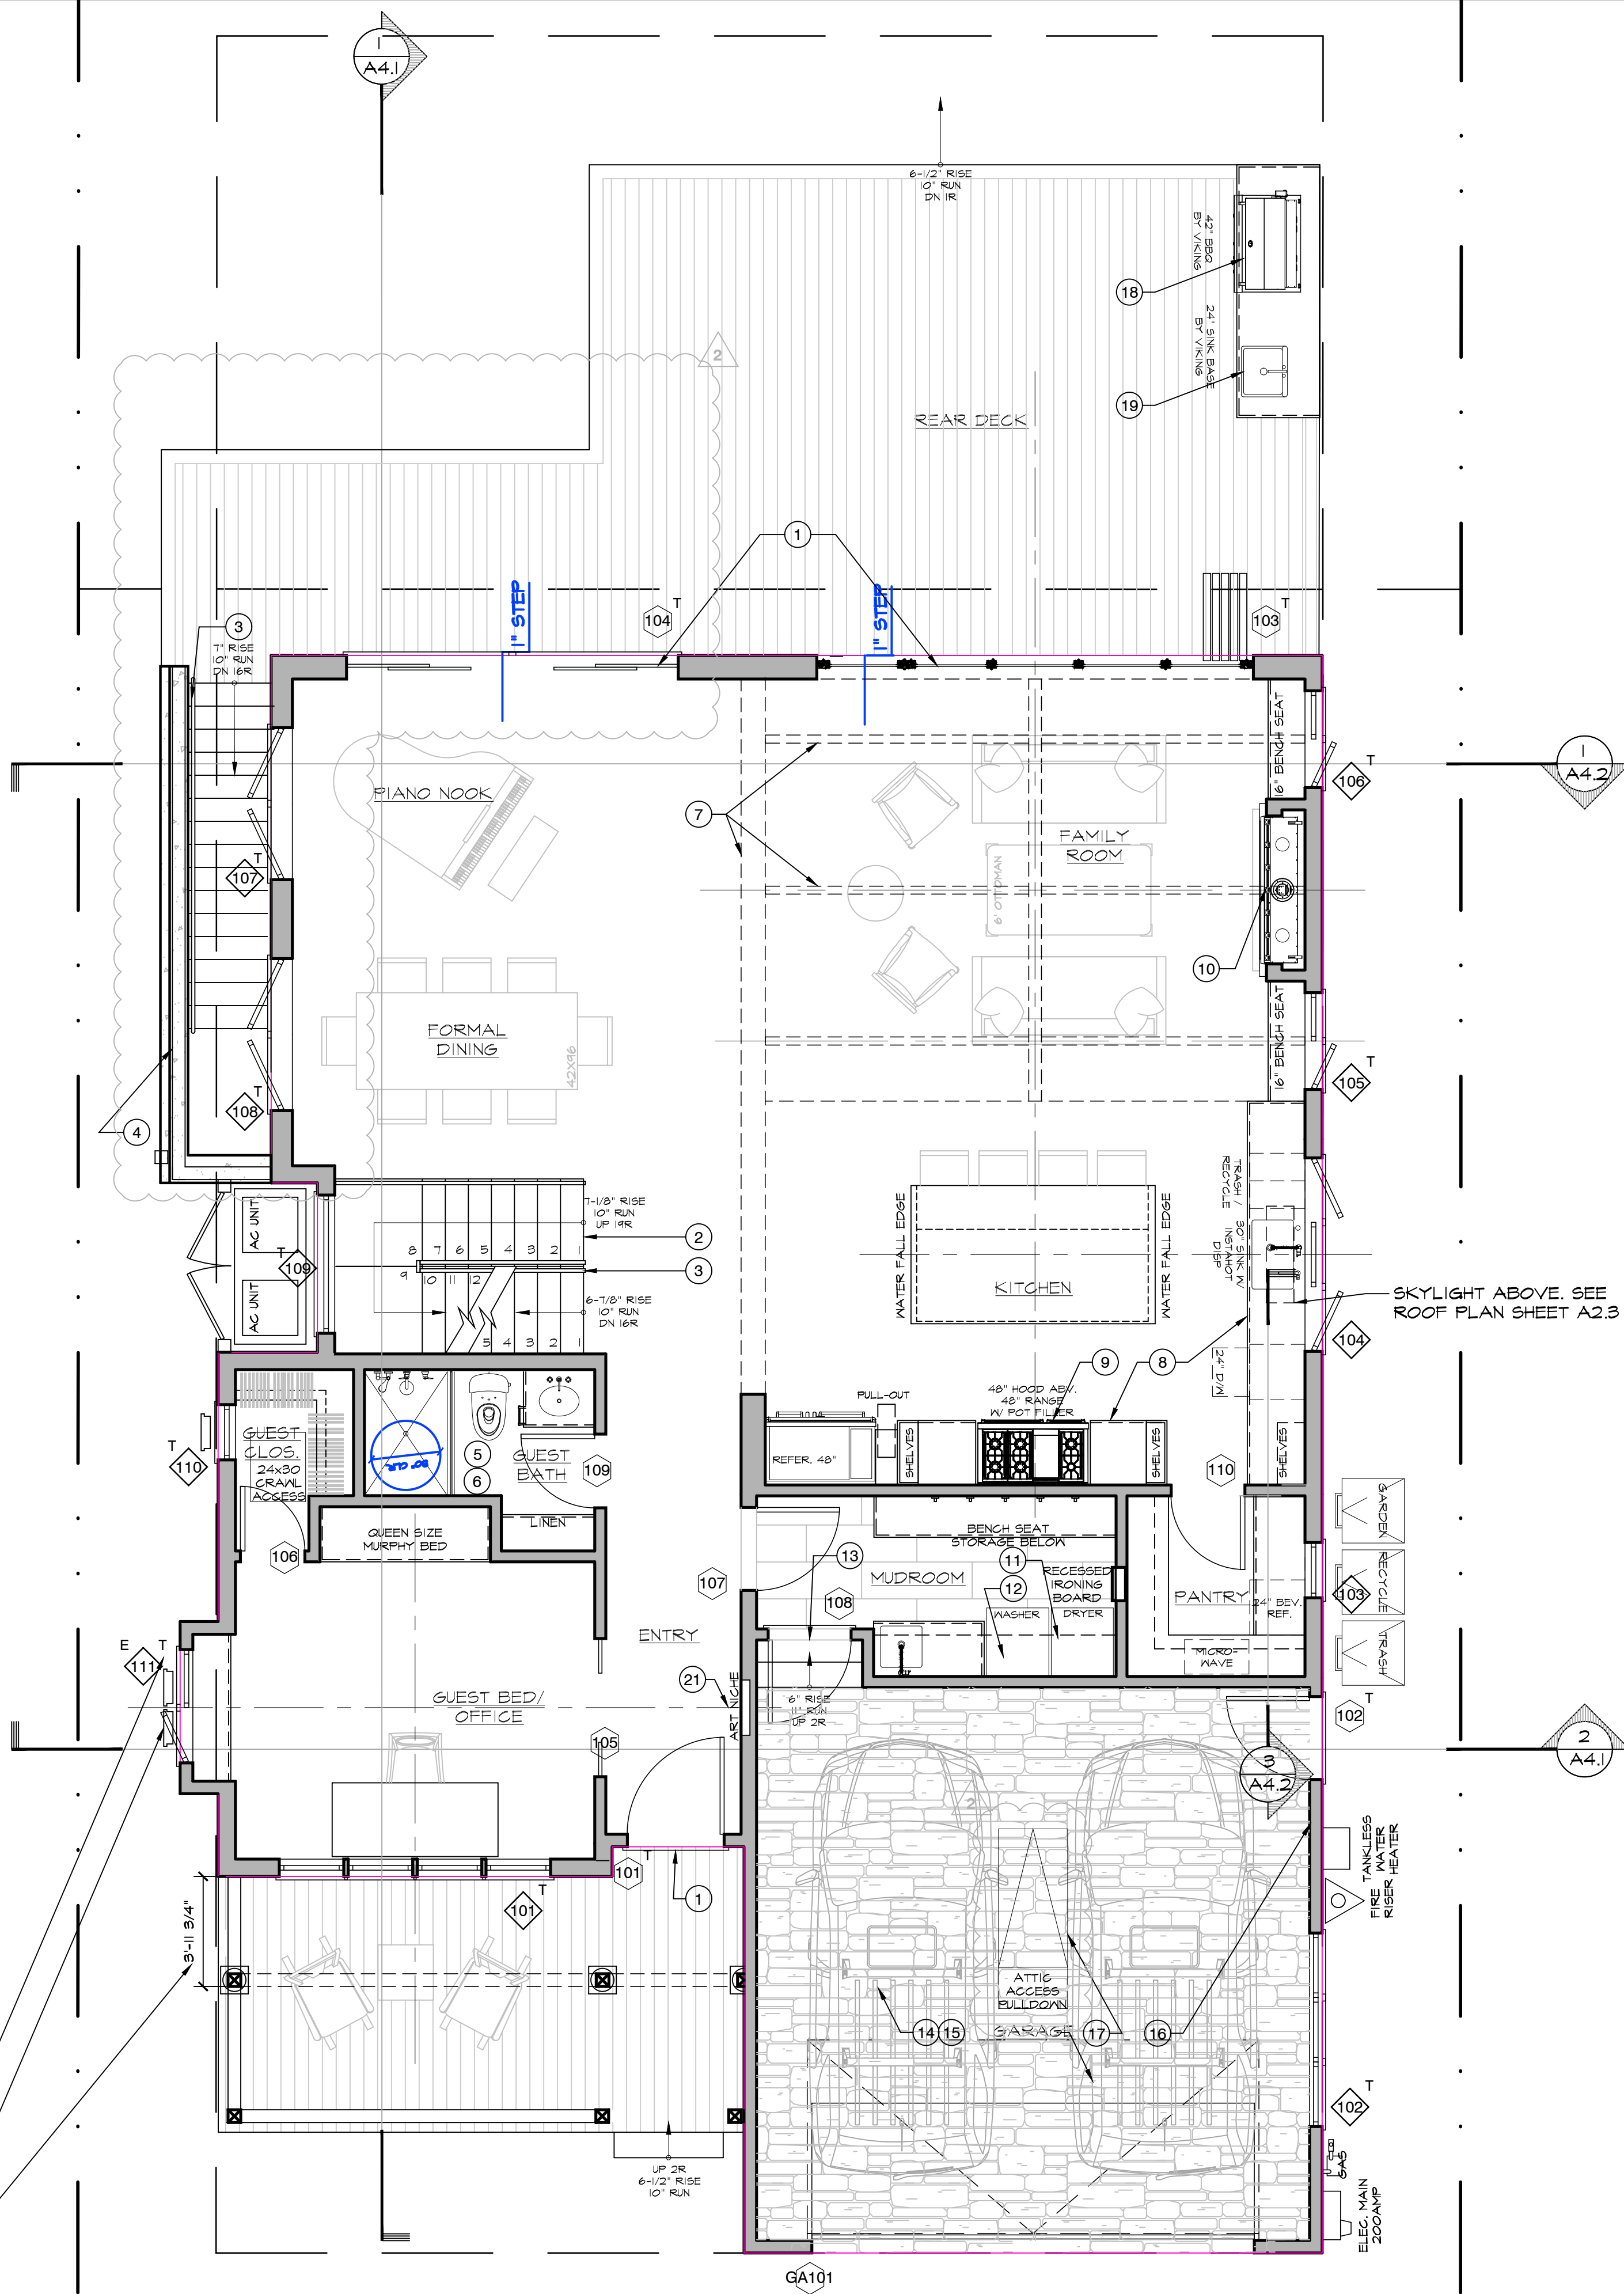 1
A4.1
6-1/2" RISE
10" RUN
DN 1R
42" BBQ
BY VIKING
18
24" SINK BASE
BY VIKING
19
2
REAR DECK
1
1" STEP
1" STEP
104
T
103
T
3
7" RISE
10" RUN
DN 16R
16" BENCH SEAT
1
A4.2
106
T
PIANO NOOK
7
FAMILY
ROOM
6' OTTOMAN
107
T
10
FORMAL
DINING
42X96
16" BENCH SEAT
105
T
108
T
4
TRASH /
RECYCLE
30" SINK W/
INSTAHOT
DISP
7-1/8" RISE
10" RUN
UP 19R
2
3
8 7 6 5 4 3 2 1
9 10 11 12
5 4 3 2 1
6-7/8" RISE
10" RUN
DN 16R
AC UNIT
AC UNIT
109
T
WATER FALL EDGE
KITCHEN
WATER FALL EDGE
SKYLIGHT ABOVE. SEE
ROOF PLAN SHEET A2.3
104
24" D/W
9
8
48" HOOD ABV.
48" RANGE
W/ POT FILLER
PULL-OUT
REFER. 48"
SHELVES
SHELVES
SHELVES
110
GUEST
CLOS.
24x30
CRAWL
ACCESS
110
T
30" CLR.
5
6
GUEST
BATH
109
LINEN
QUEEN SIZE
MURPHY BED
106
107
13
108
BENCH SEAT
STORAGE BELOW
MUDROOM
11
12
RECESSED
IRONING
BOARD
WASHER
DRYER
PANTRY
24" BEV.
REF.
MICRO-
WAVE
GARDEN
RECYCLE
103
TRASH
ENTRY
E
T
111
GUEST BED/
OFFICE
21
ART NICHE
6" RISE
11" RUN
UP 2R
105
102
T
3
A4.2
2
A4.1
2
TANKLESS
WATER
HEATER
FIRE
RISER
101
T
1
101
T
3'-11 3/4"
ATTIC
ACCESS
PULLDOWN
14
15
GARAGE
17
16
102
T
GAS
ELEC. MAIN
200AMP
UP 2R
6-1/2" RISE
10" RUN
GA101